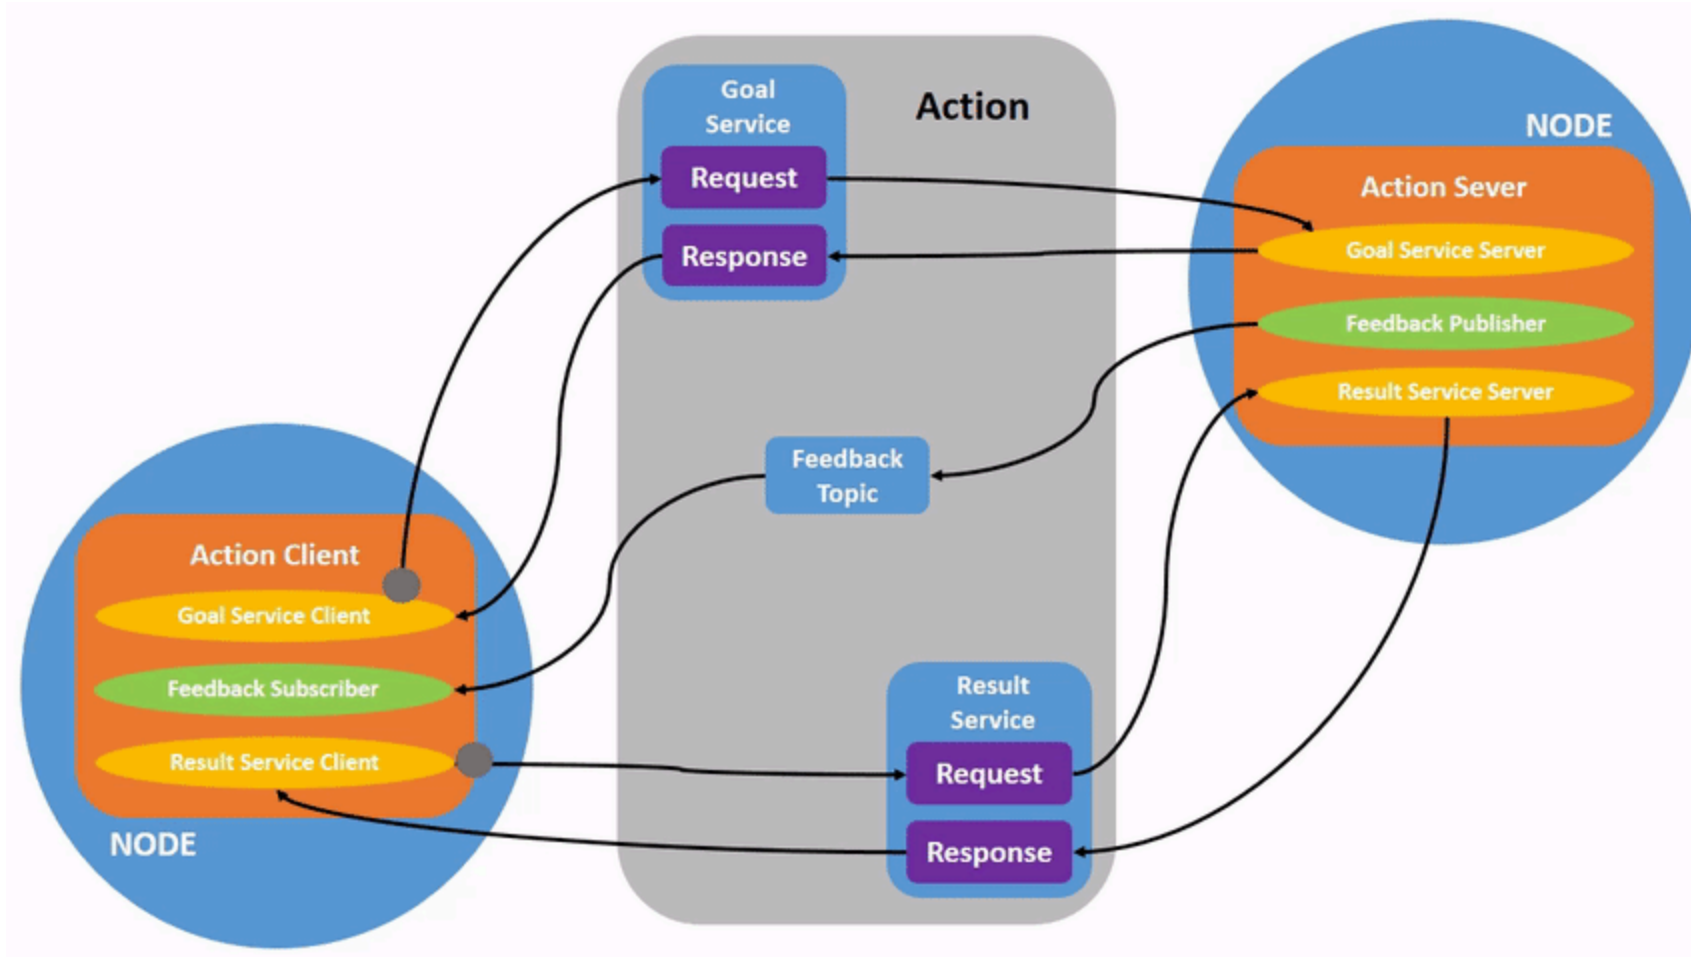 Goal
Service
Request
Response
Action
NODE
Action Sever
Goal Service Server
Feedback Publisher
Result Service Server
Feedback
Topic
Action Client
Goal Service Client
Feedback Subscriber
Result Service Client
NODE
Result
Service
Request
Response